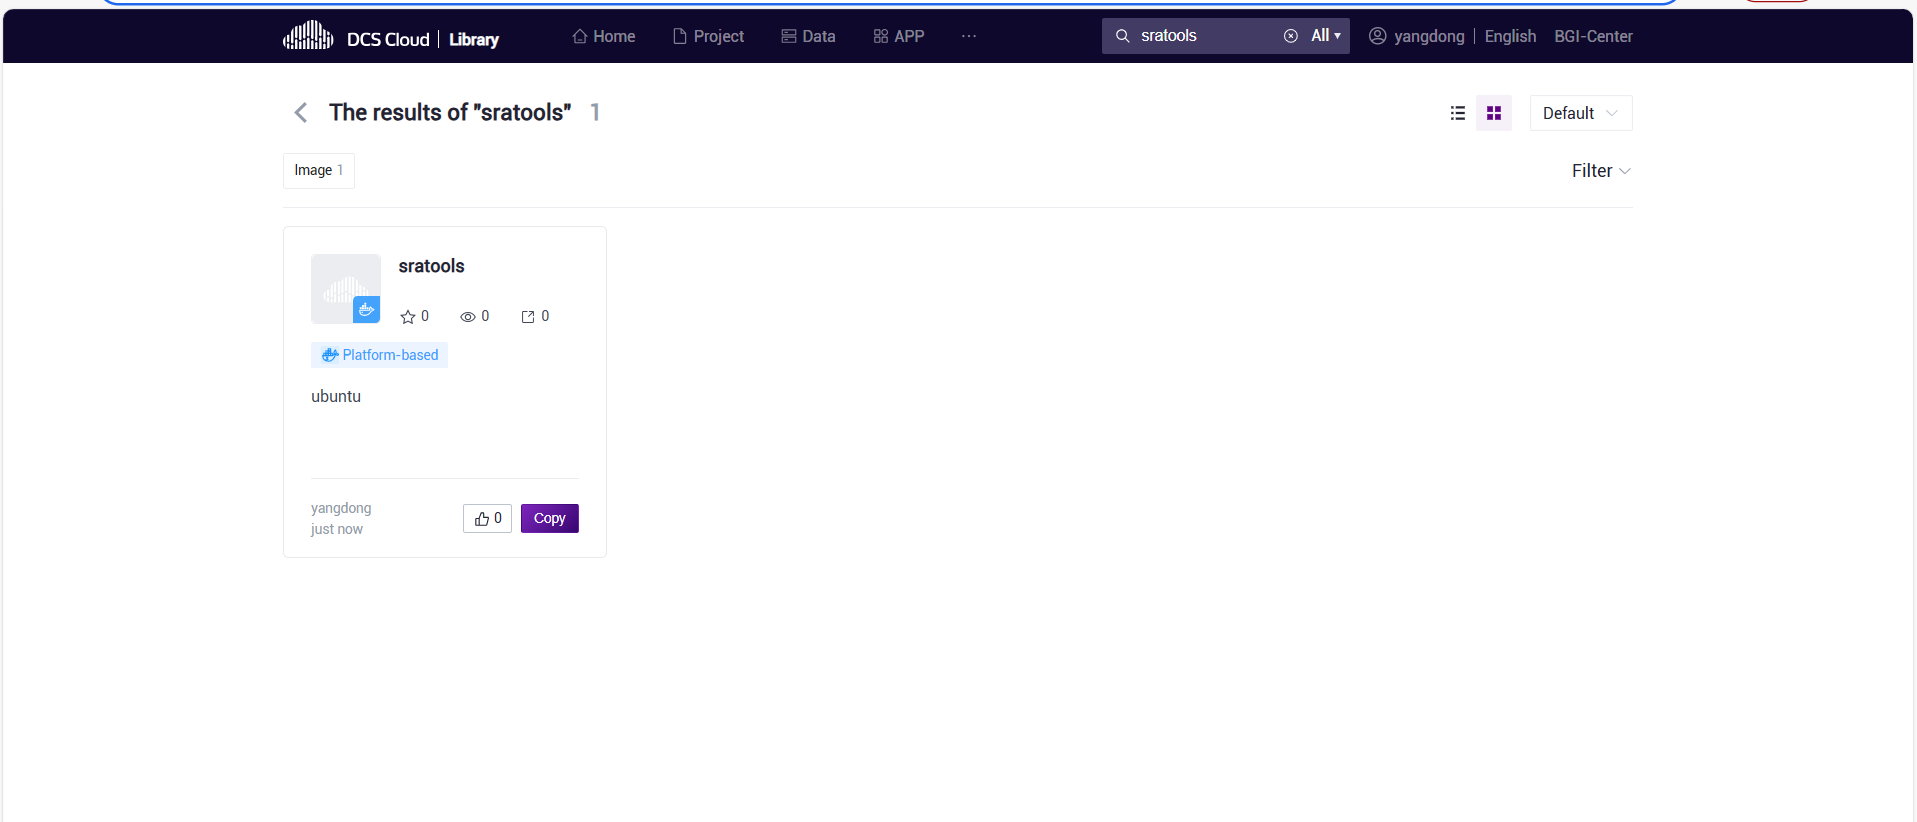 DCS Cloud | Library Home Project Data APP ··· sratools All ▾ yangdong | English BGI-Center
The results of "sratools" 1 Default
Image 1 Filter
sratools
0 0 0
Platform-based
ubuntu
yangdong
just now
0 Copy